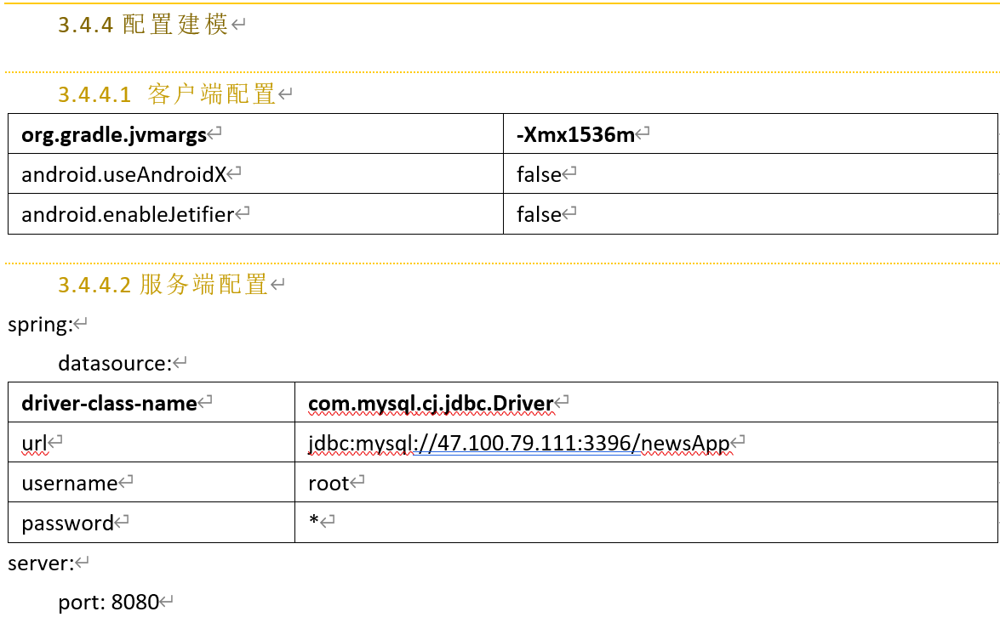 3.4.4 配置建模
3.4.4.1 客户端配置
org.gradle.jvmargs -Xmx1536m
android.useAndroidX false
android.enableJetifier false
3.4.4.2 服务端配置
spring:
datasource:
driver-class-name com.mysql.cj.jdbc.Driver
url jdbc:mysql://47.100.79.111:3396/newsApp
username root
password *
server:
port: 8080